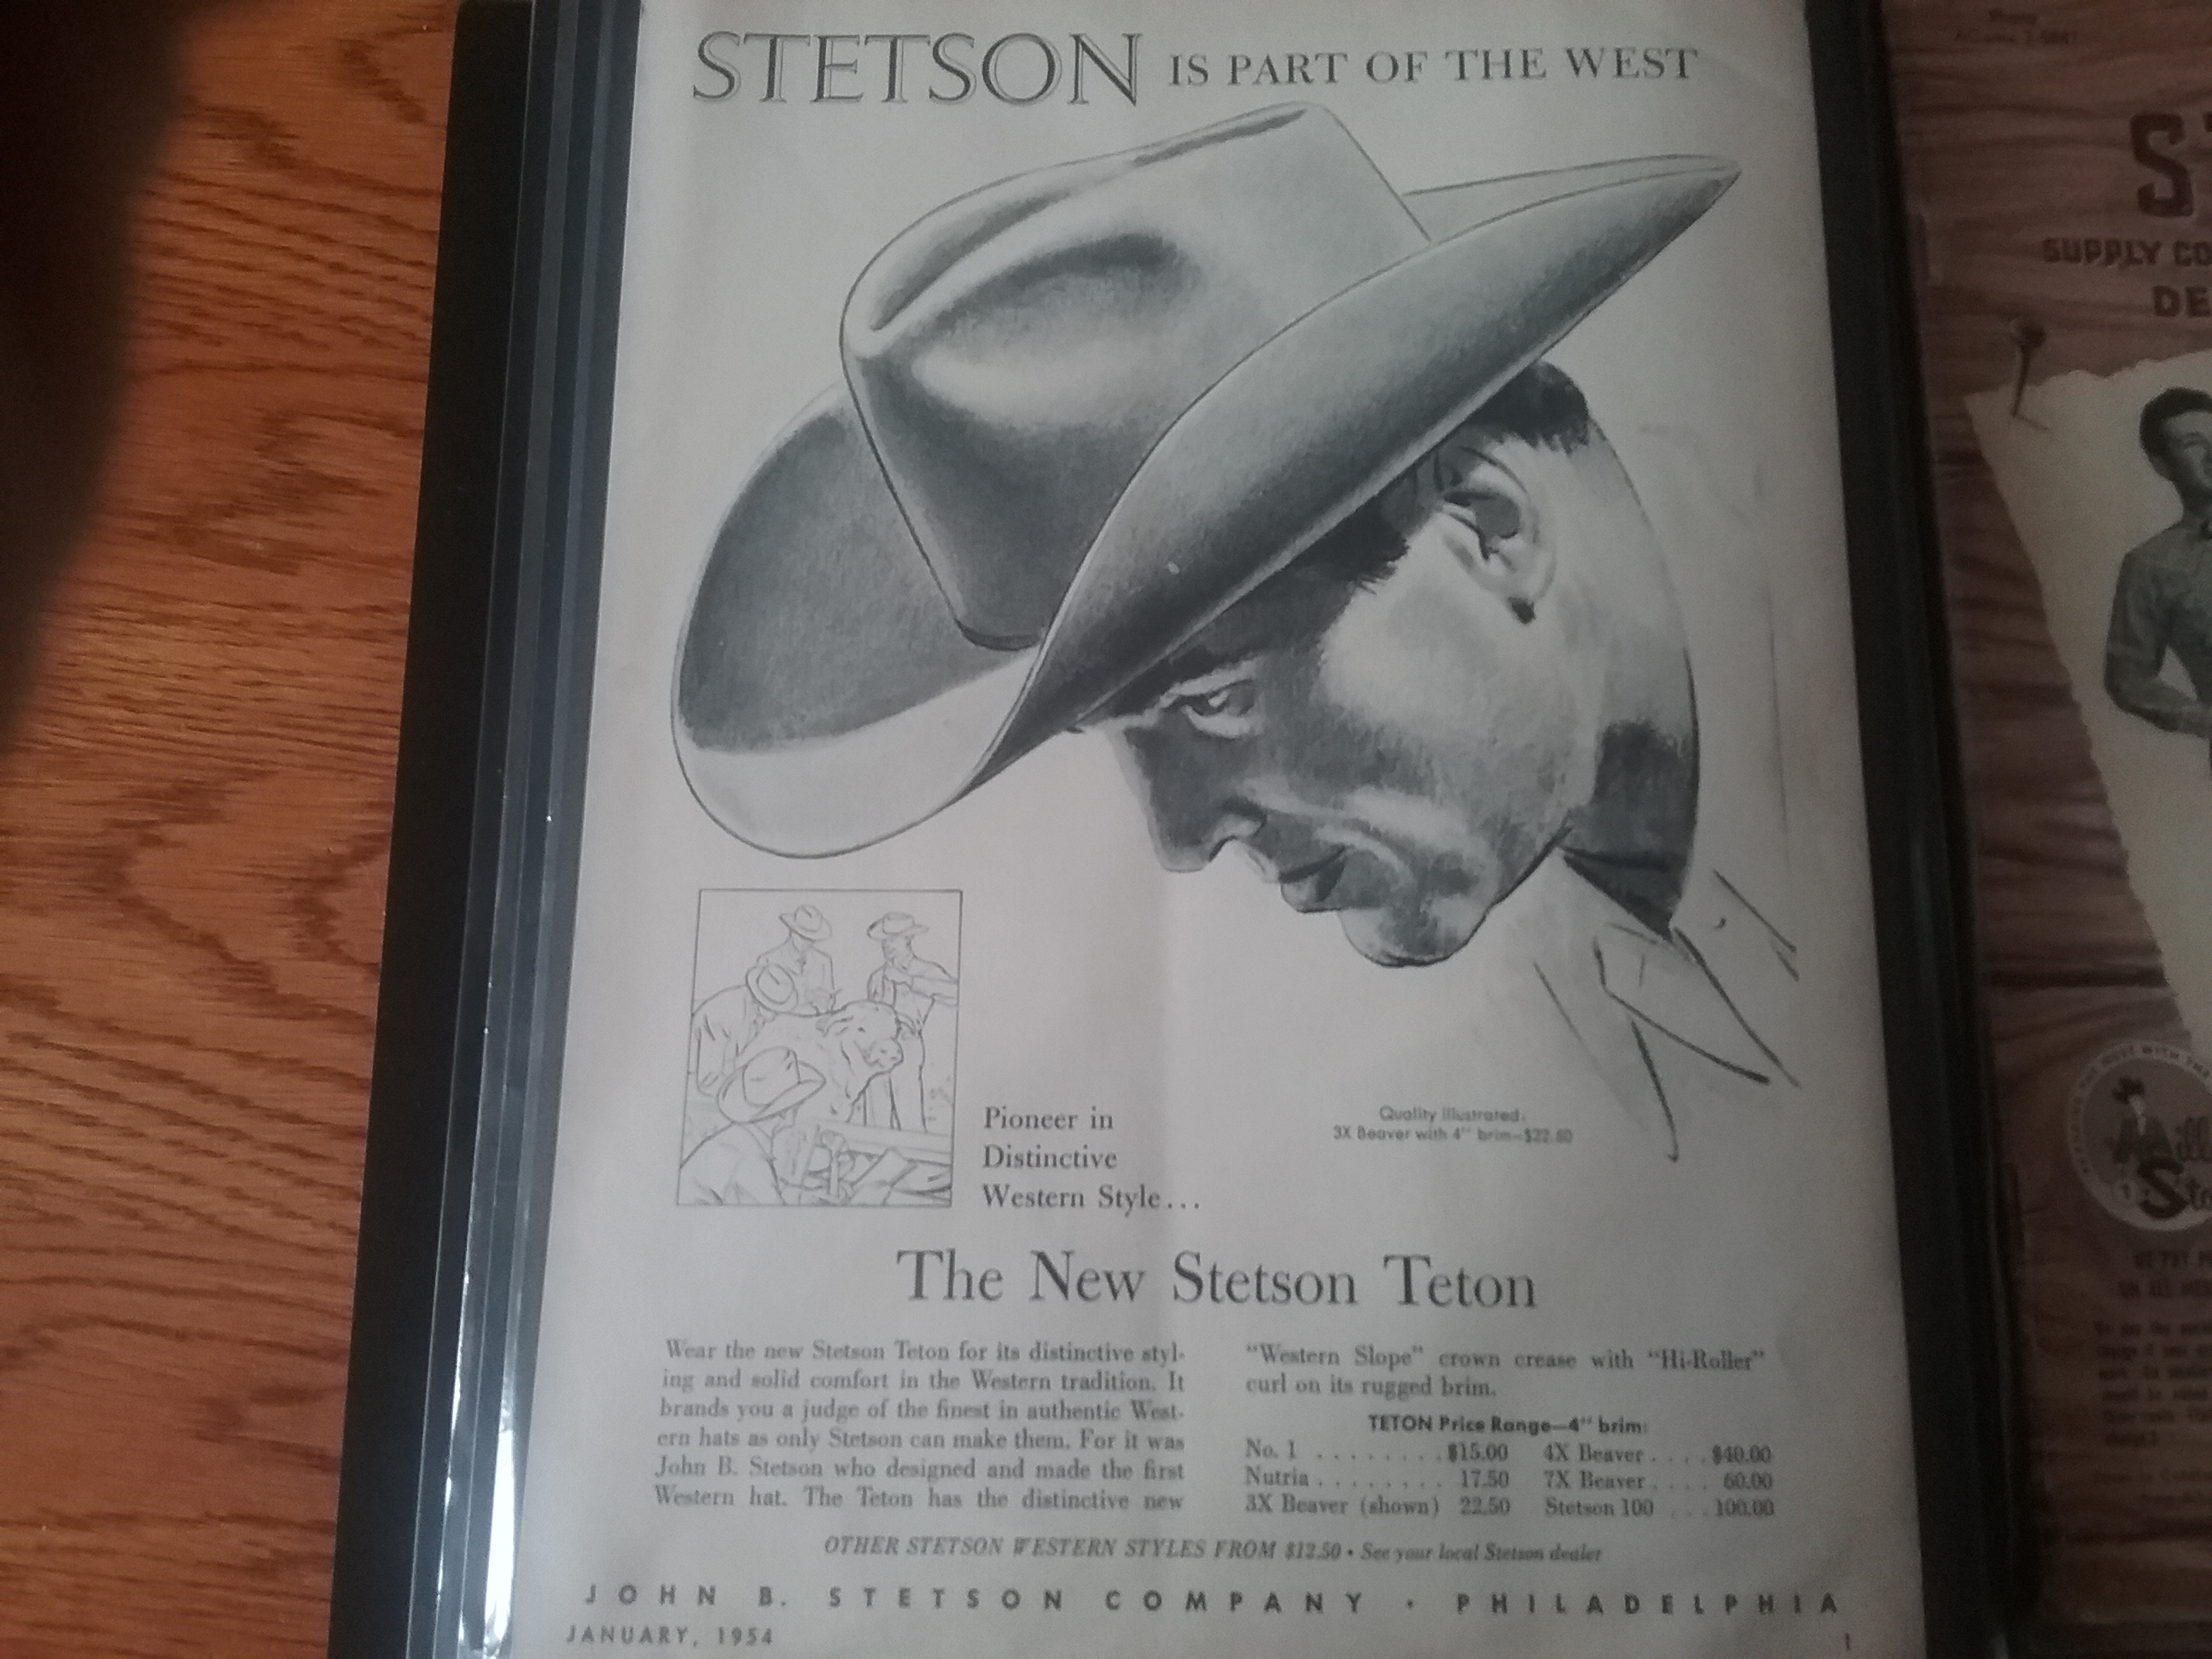 STETSON IS PART OF THE WEST
Pioneer in
Distinctive
Western Style...
Quality illustrated:
3X Beaver with 4" brim—$22.50
The New Stetson Teton
Wear the new Stetson Teton for its distinctive styl-
ing and solid comfort in the Western tradition. It
brands you a judge of the finest in authentic West-
ern hats as only Stetson can make them. For it was
John B. Stetson who designed and made the first
Western hat. The Teton has the distinctive new
"Western Slope" crown crease with "Hi-Roller"
curl on its rugged brim.
TETON Price Range—4" brim:
No. 1 ........ $15.00 4X Beaver .... $40.00
Nutria ........ 17.50 7X Beaver .... 60.00
3X Beaver (shown) 22.50 Stetson 100 ... 100.00
OTHER STETSON WESTERN STYLES FROM $12.50 • See your local Stetson dealer
JOHN B. STETSON COMPANY • PHILADELPHIA
JANUARY, 1954
1
SUPPLY CO
DE